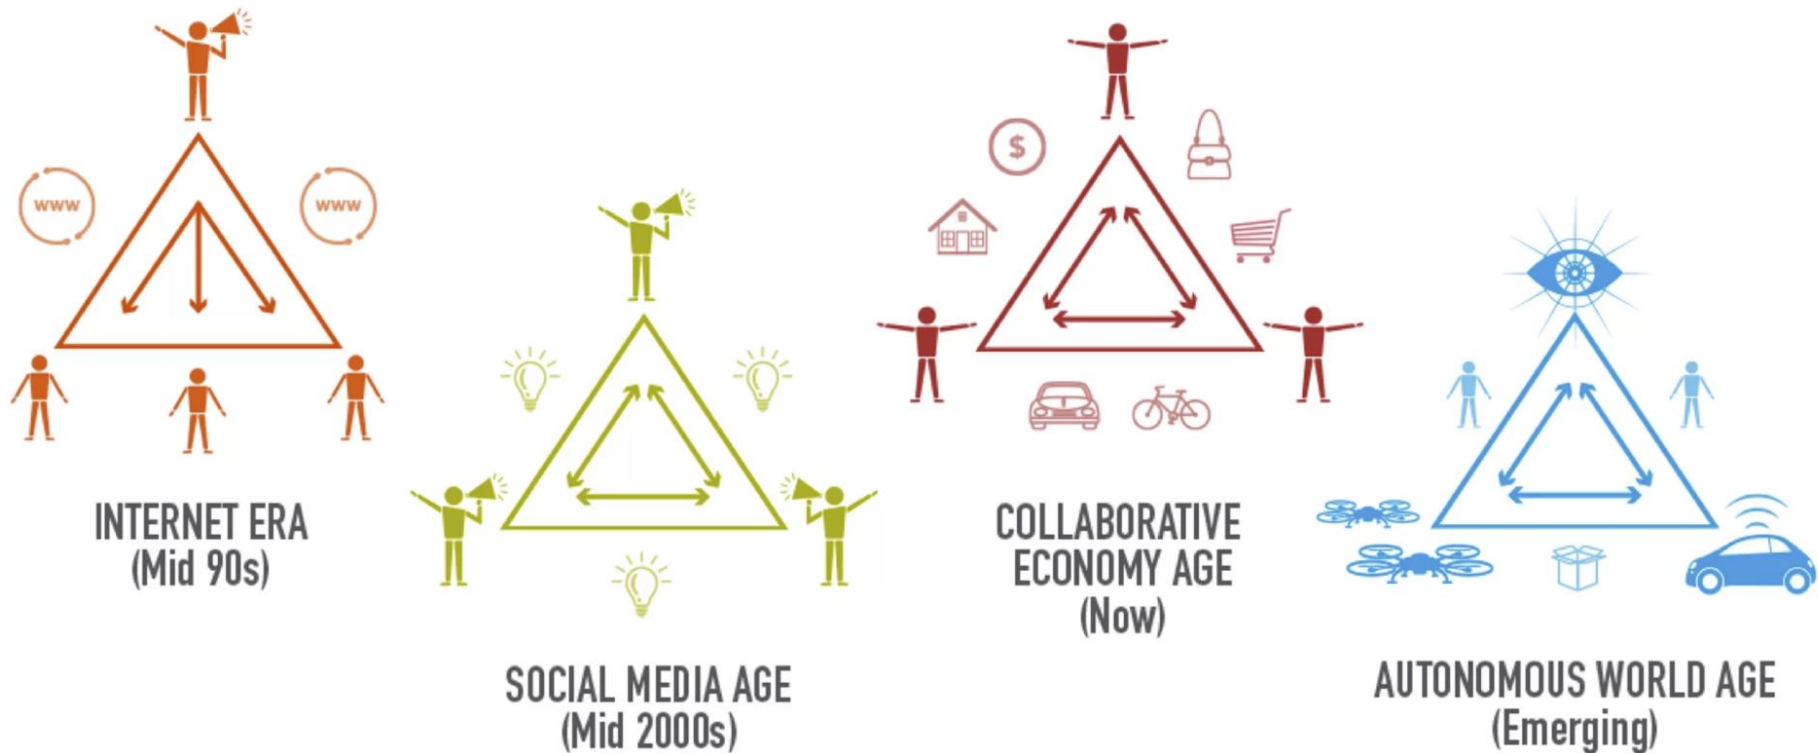 www
www
INTERNET ERA
(Mid 90s)
SOCIAL MEDIA AGE
(Mid 2000s)
$
COLLABORATIVE
ECONOMY AGE
(Now)
AUTONOMOUS WORLD AGE
(Emerging)